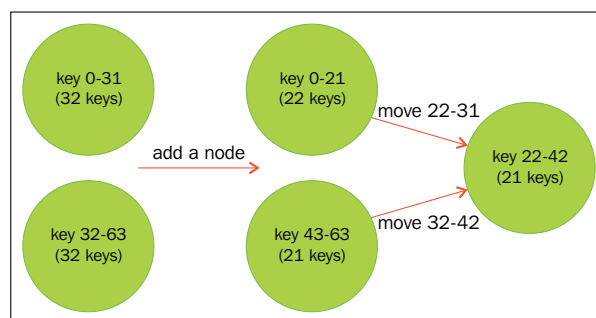 key 0-31
(32 keys)
key 32-63
(32 keys)
add a node
key 0-21
(22 keys)
key 43-63
(21 keys)
move 22-31
move 32-42
key 22-42
(21 keys)